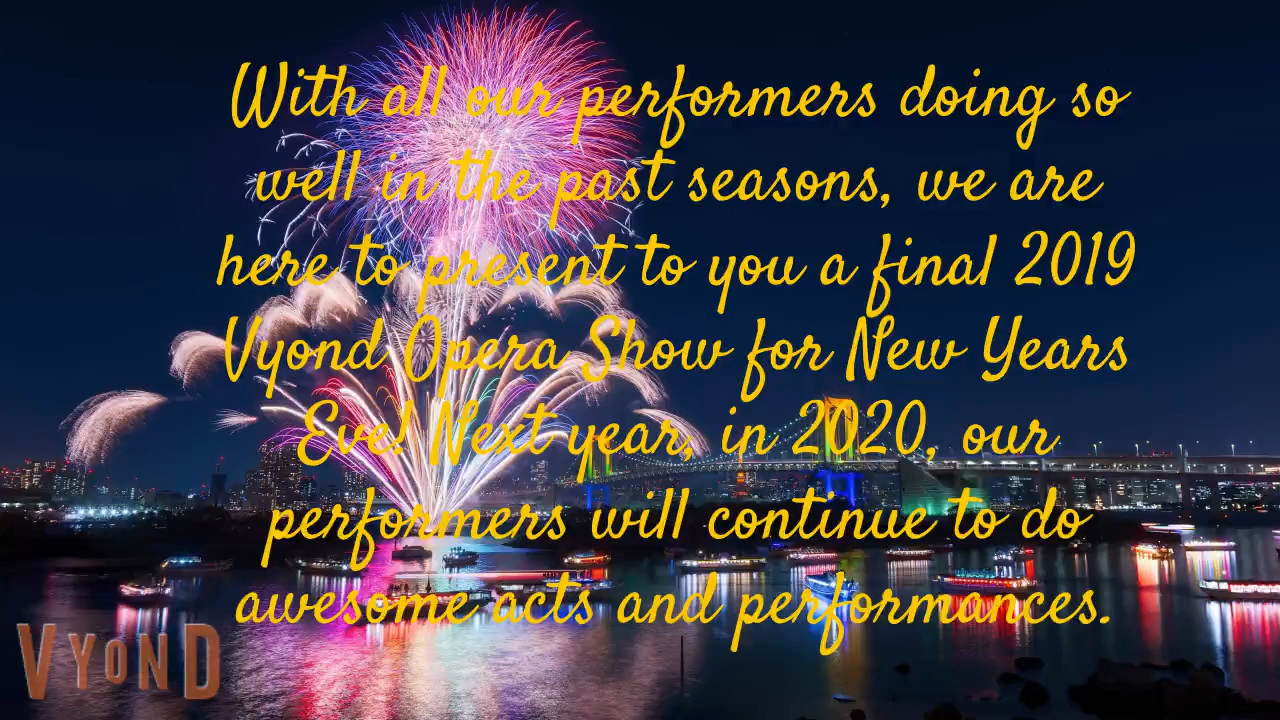 With all our performers doing so
well in the past seasons, we are
here to present to you a final 2019
Vyond Opera Show for New Years
Eve! Next year, in 2020, our
performers will continue to do
awesome acts and performances.
VYOND